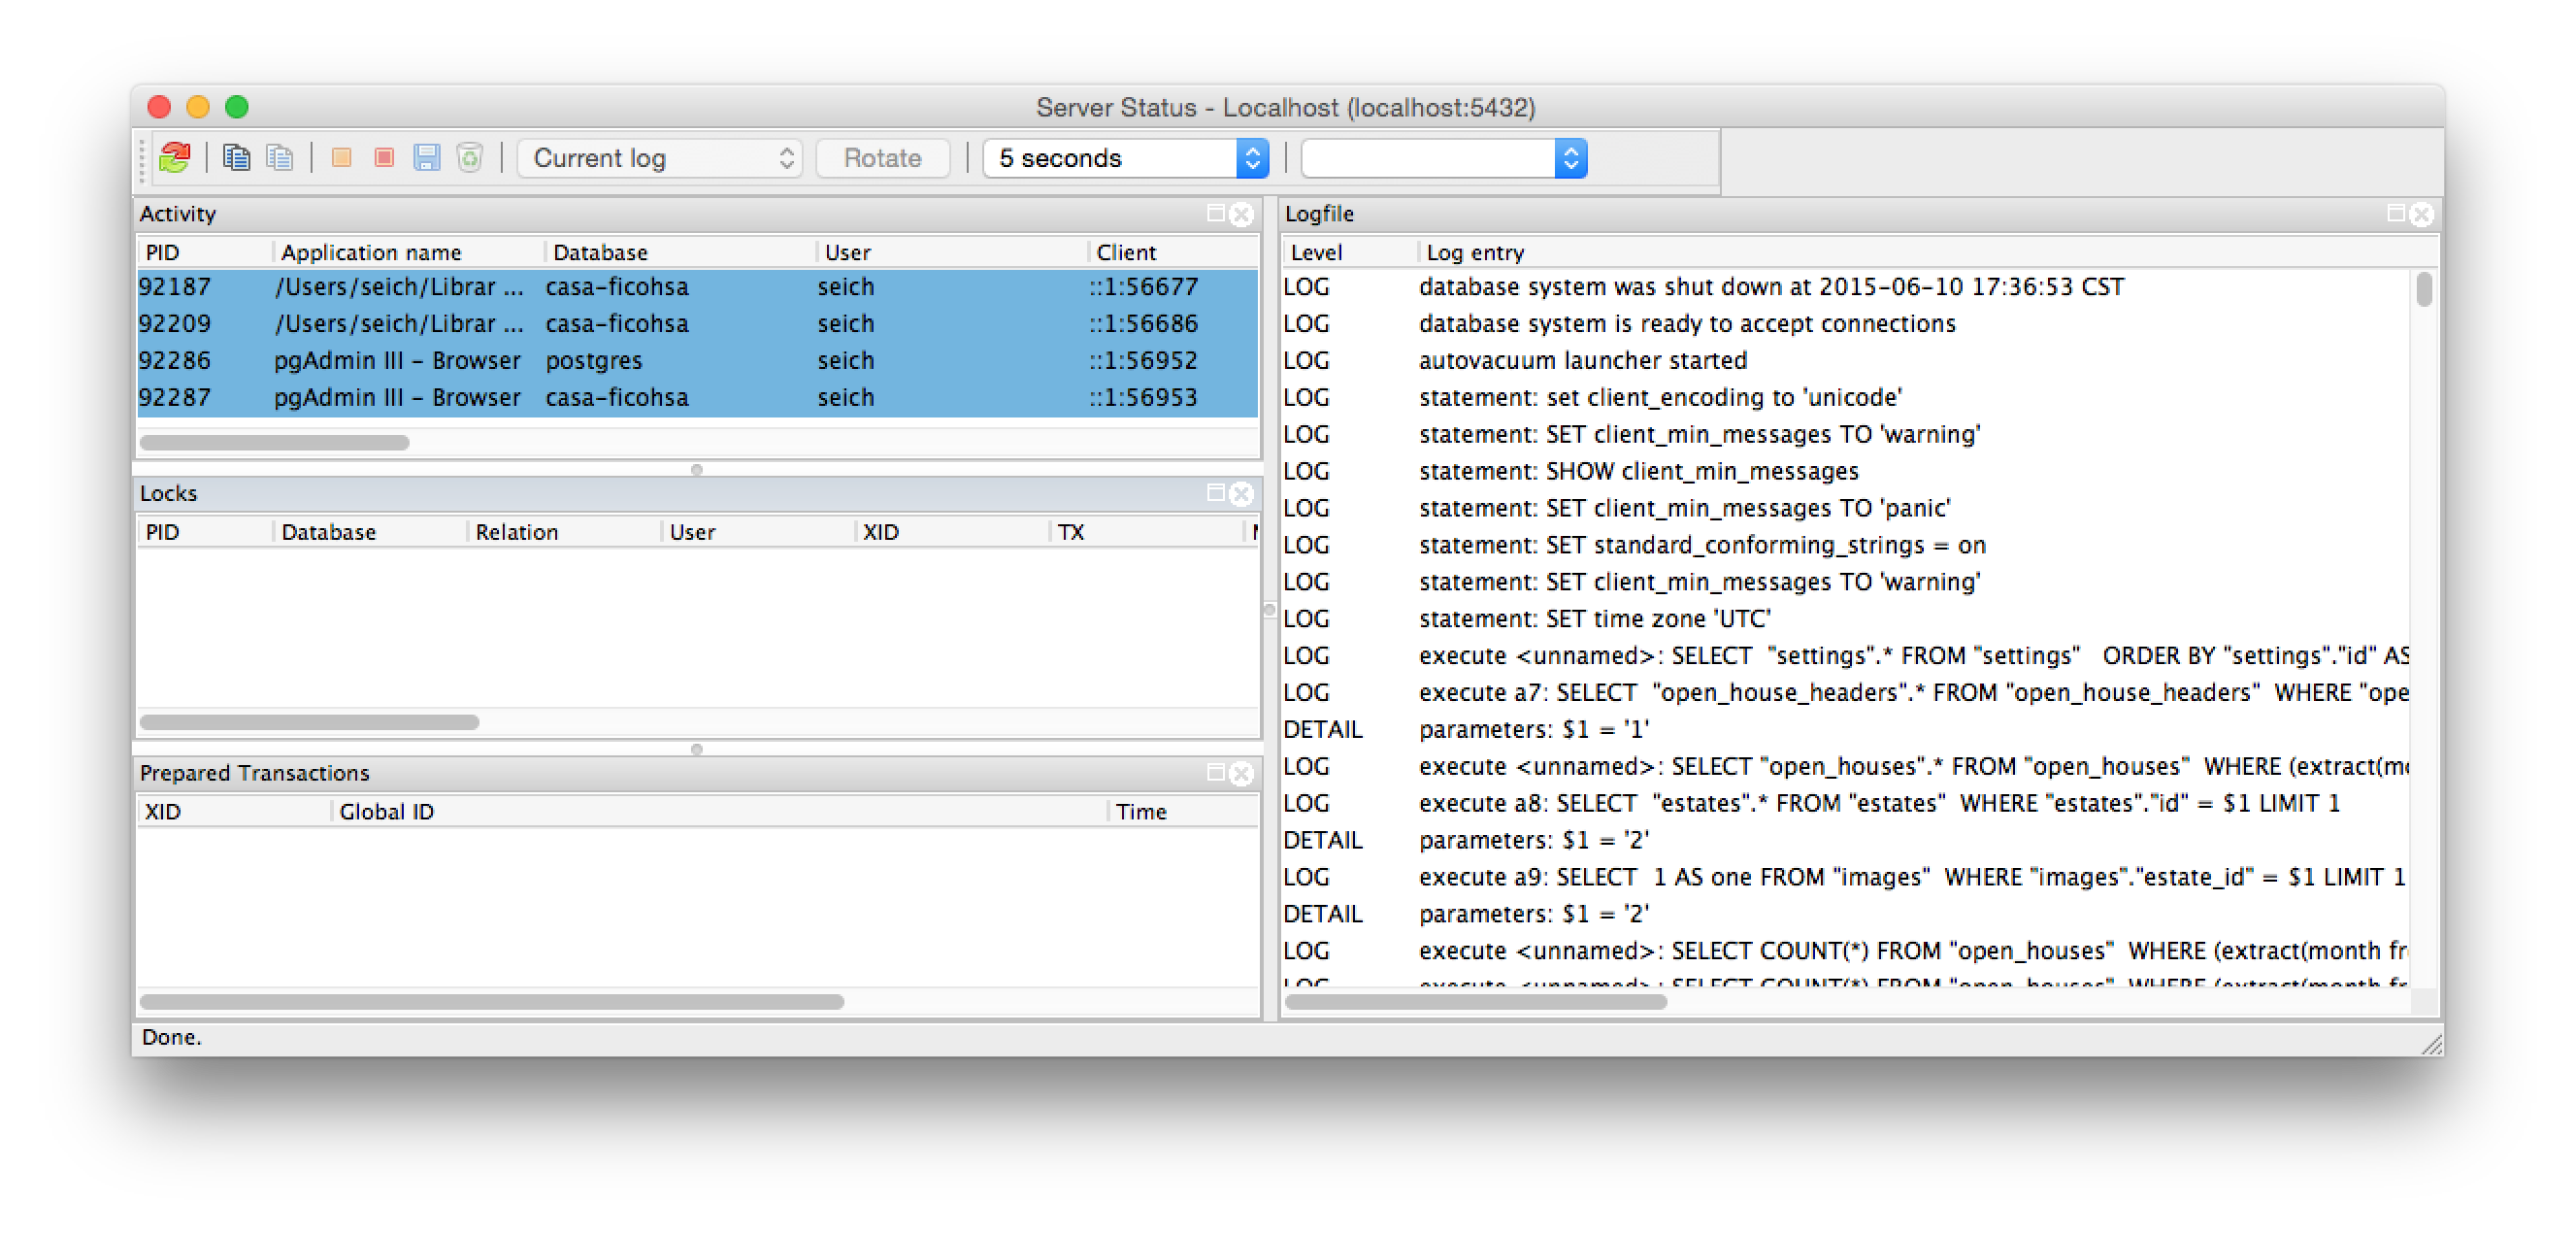 Server Status - Localhost (localhost:5432)
Current log
Rotate
5 seconds
Activity
PID Application name Database User Client
92187 /Users/seich/Librar ... casa-ficohsa seich ::1:56677
92209 /Users/seich/Librar ... casa-ficohsa seich ::1:56686
92286 pgAdmin III - Browser postgres seich ::1:56952
92287 pgAdmin III - Browser casa-ficohsa seich ::1:56953
Locks
PID Database Relation User XID TX
Prepared Transactions
XID Global ID Time
Logfile
Level Log entry
LOG database system was shut down at 2015-06-10 17:36:53 CST
LOG database system is ready to accept connections
LOG autovacuum launcher started
LOG statement: set client_encoding to 'unicode'
LOG statement: SET client_min_messages TO 'warning'
LOG statement: SHOW client_min_messages
LOG statement: SET client_min_messages TO 'panic'
LOG statement: SET standard_conforming_strings = on
LOG statement: SET client_min_messages TO 'warning'
LOG statement: SET time zone 'UTC'
LOG execute <unnamed>: SELECT "settings".* FROM "settings" ORDER BY "settings"."id" AS
LOG execute a7: SELECT "open_house_headers".* FROM "open_house_headers" WHERE "ope
DETAIL parameters: $1 = '1'
LOG execute <unnamed>: SELECT "open_houses".* FROM "open_houses" WHERE (extract(m
LOG execute a8: SELECT "estates".* FROM "estates" WHERE "estates"."id" = $1 LIMIT 1
DETAIL parameters: $1 = '2'
LOG execute a9: SELECT 1 AS one FROM "images" WHERE "images"."estate_id" = $1 LIMIT 1
DETAIL parameters: $1 = '2'
LOG execute <unnamed>: SELECT COUNT(*) FROM "open_houses" WHERE (extract(month fr
LOG execute <unnamed>: SELECT COUNT(*) FROM "open_houses" WHERE (extract(month fr
Done.